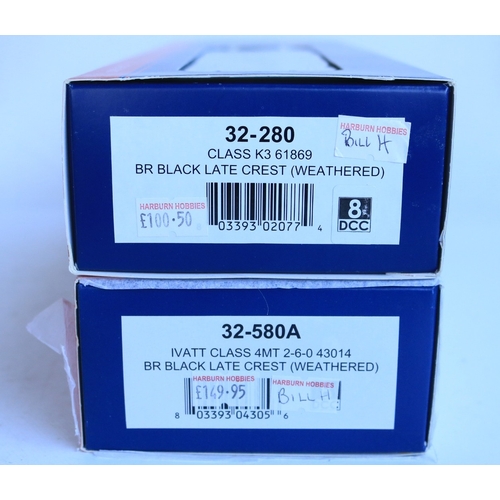 32-280
HARBURN HOBBIES
BILL H
CLASS K3 61869
BR BLACK LATE CREST (WEATHERED)
HARBURN HOBBIES
£100.50
03393 02077 4
8
DCC
32-580A
IVATT CLASS 4MT 2-6-0 43014
BR BLACK LATE CREST (WEATHERED)
HARBURN HOBBIES
£149.95
HARBURN HOBBIES
BILL H
8 03393 04305 6